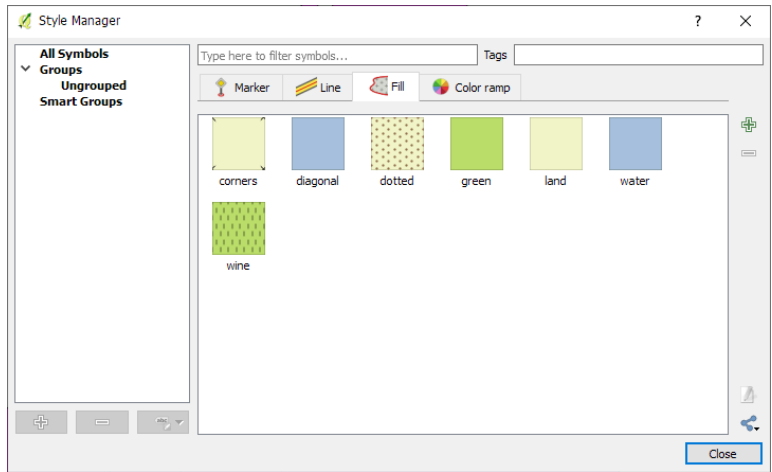 Style Manager
?
All Symbols
Groups
Ungrouped
Smart Groups
Type here to filter symbols...
Tags
Marker
Line
Fill
Color ramp
corners
diagonal
dotted
green
land
water
wine
Close